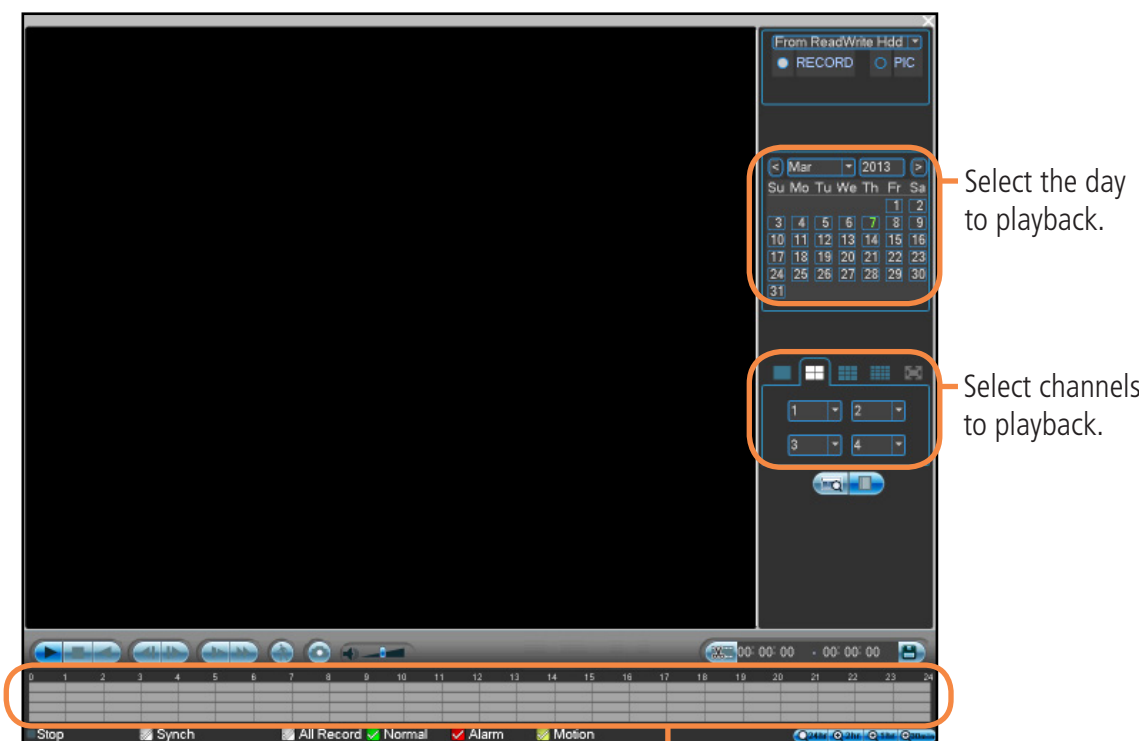 From ReadWrite Hdd
RECORD PIC
< Mar 2013 >
Su Mo Tu We Th Fr Sa
1 2
3 4 5 6 7 8 9
10 11 12 13 14 15 16
17 18 19 20 21 22 23
24 25 26 27 28 29 30
31
Select the day
to playback.
1 2
3 4
Select channels
to playback.
00: 00: 00 - 00: 00: 00
0 1 2 3 4 5 6 7 8 9 10 11 12 13 14 15 16 17 18 19 20 21 22 23 24
Stop Synch All Record Normal Alarm Motion 24hr 2hr 1hr 30min